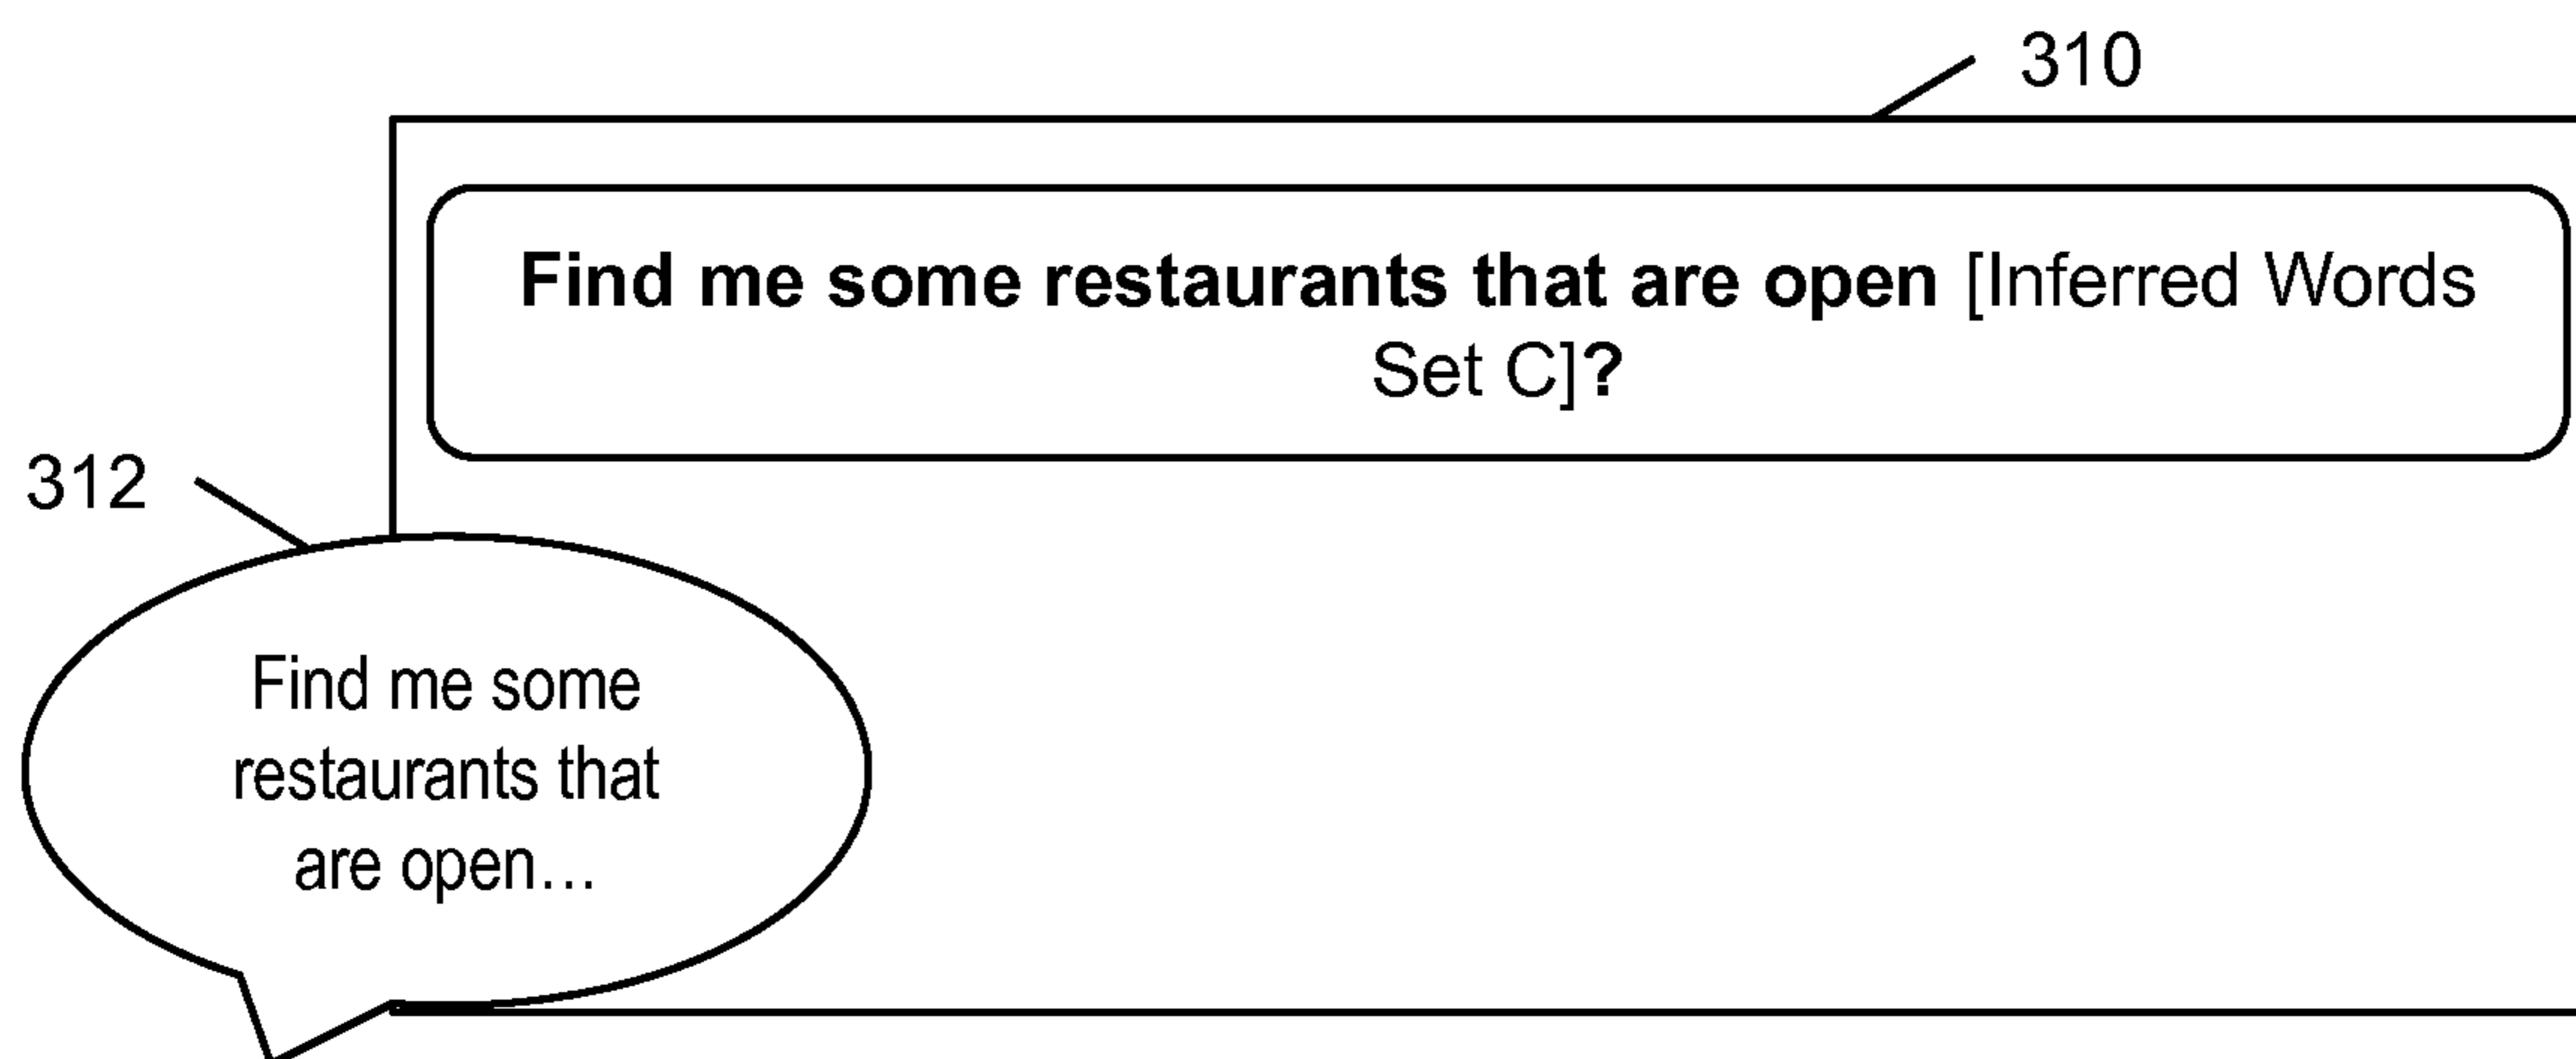 310
Find me some restaurants that are open [Inferred Words
Set C]?
312
Find me some
restaurants that
are open…